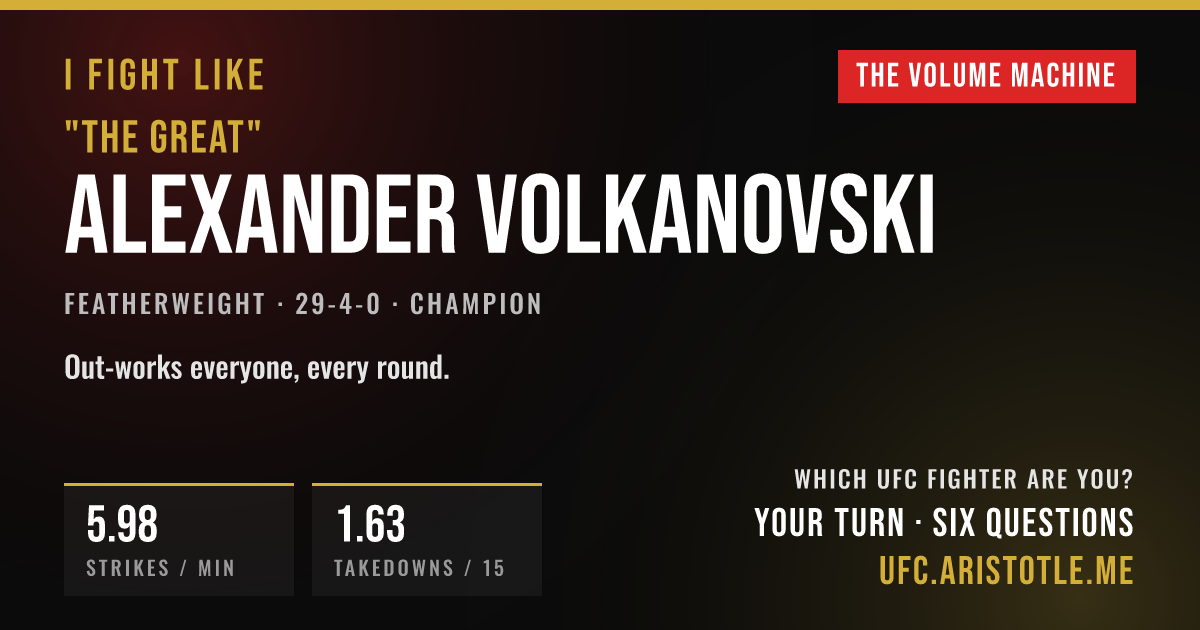 I FIGHT LIKE
THE VOLUME MACHINE
"THE GREAT"
ALEXANDER VOLKANOVSKI
FEATHERWEIGHT · 29-4-0 · CHAMPION
Out-works everyone, every round.
5.98
STRIKES / MIN
1.63
TAKEDOWNS / 15
WHICH UFC FIGHTER ARE YOU?
YOUR TURN · SIX QUESTIONS
UFC.ARISTOTLE.ME